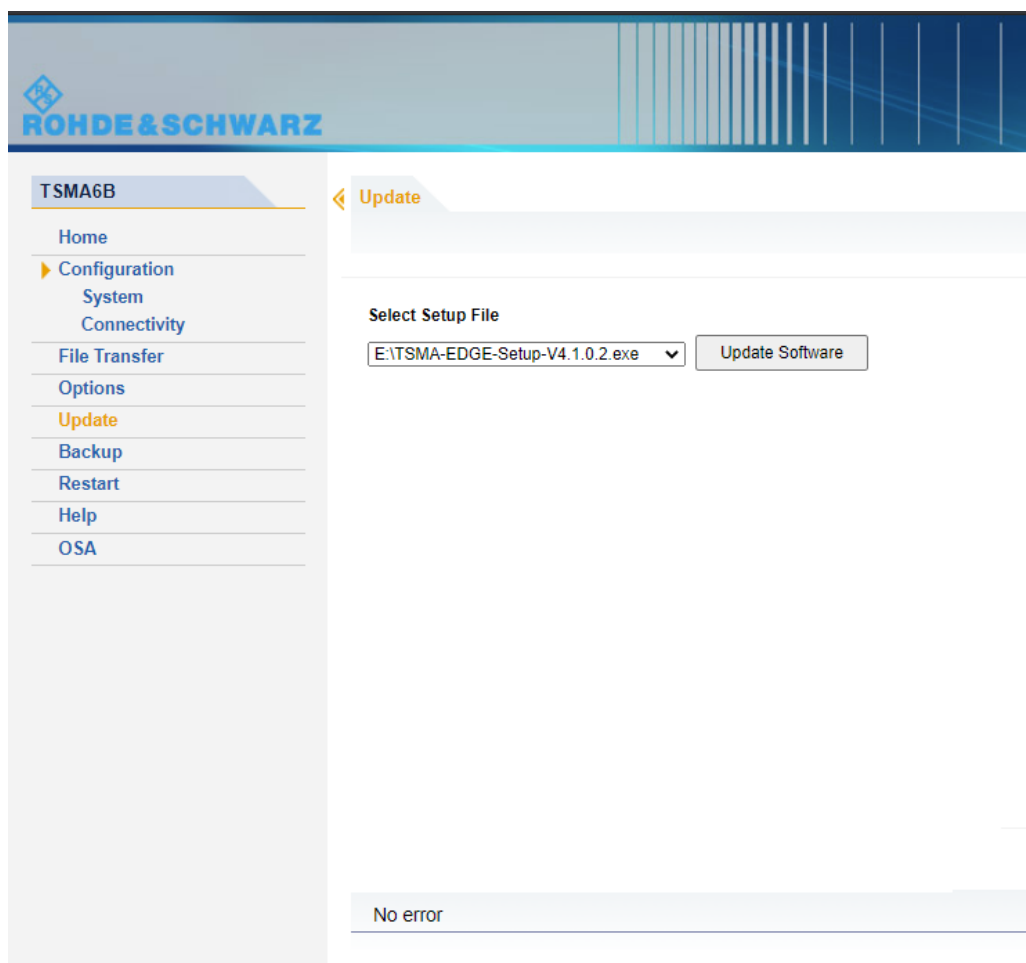 R S
ROHDE&SCHWARZ
TSMA6B
Home
Configuration
System
Connectivity
File Transfer
Options
Update
Backup
Restart
Help
OSA
Update
Select Setup File
E:\TSMA-EDGE-Setup-V4.1.0.2.exe Update Software
No error